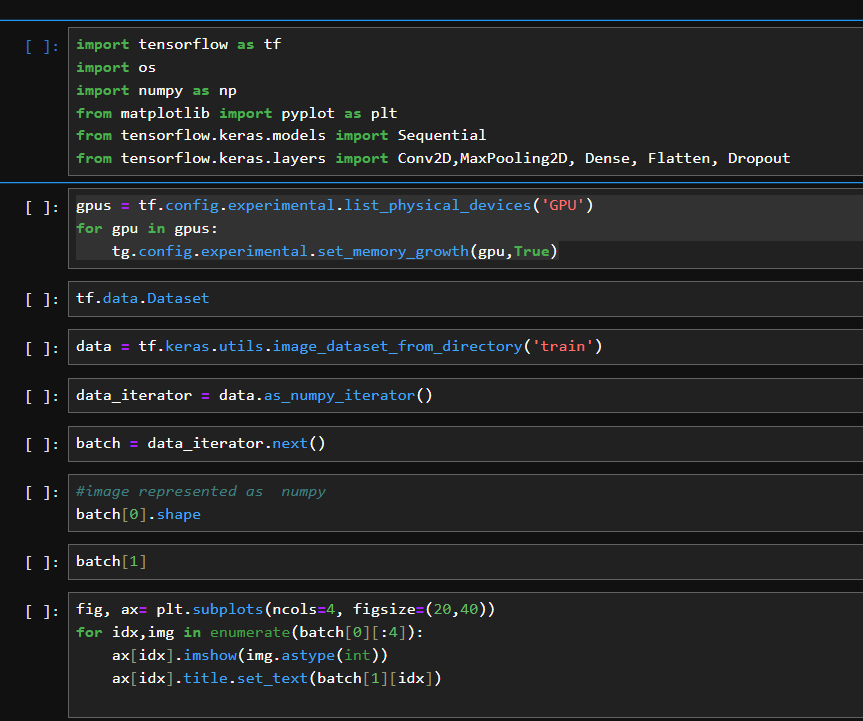 [ ]: import tensorflow as tf
import os
import numpy as np
from matplotlib import pyplot as plt
from tensorflow.keras.models import Sequential
from tensorflow.keras.layers import Conv2D,MaxPooling2D, Dense, Flatten, Dropout
[ ]: gpus = tf.config.experimental.list_physical_devices('GPU')
for gpu in gpus:
    tg.config.experimental.set_memory_growth(gpu,True)
[ ]: tf.data.Dataset
[ ]: data = tf.keras.utils.image_dataset_from_directory('train')
[ ]: data_iterator = data.as_numpy_iterator()
[ ]: batch = data_iterator.next()
[ ]: #image represented as  numpy
batch[0].shape
[ ]: batch[1]
[ ]: fig, ax= plt.subplots(ncols=4, figsize=(20,40))
for idx,img in enumerate(batch[0][:4]):
    ax[idx].imshow(img.astype(int))
    ax[idx].title.set_text(batch[1][idx])